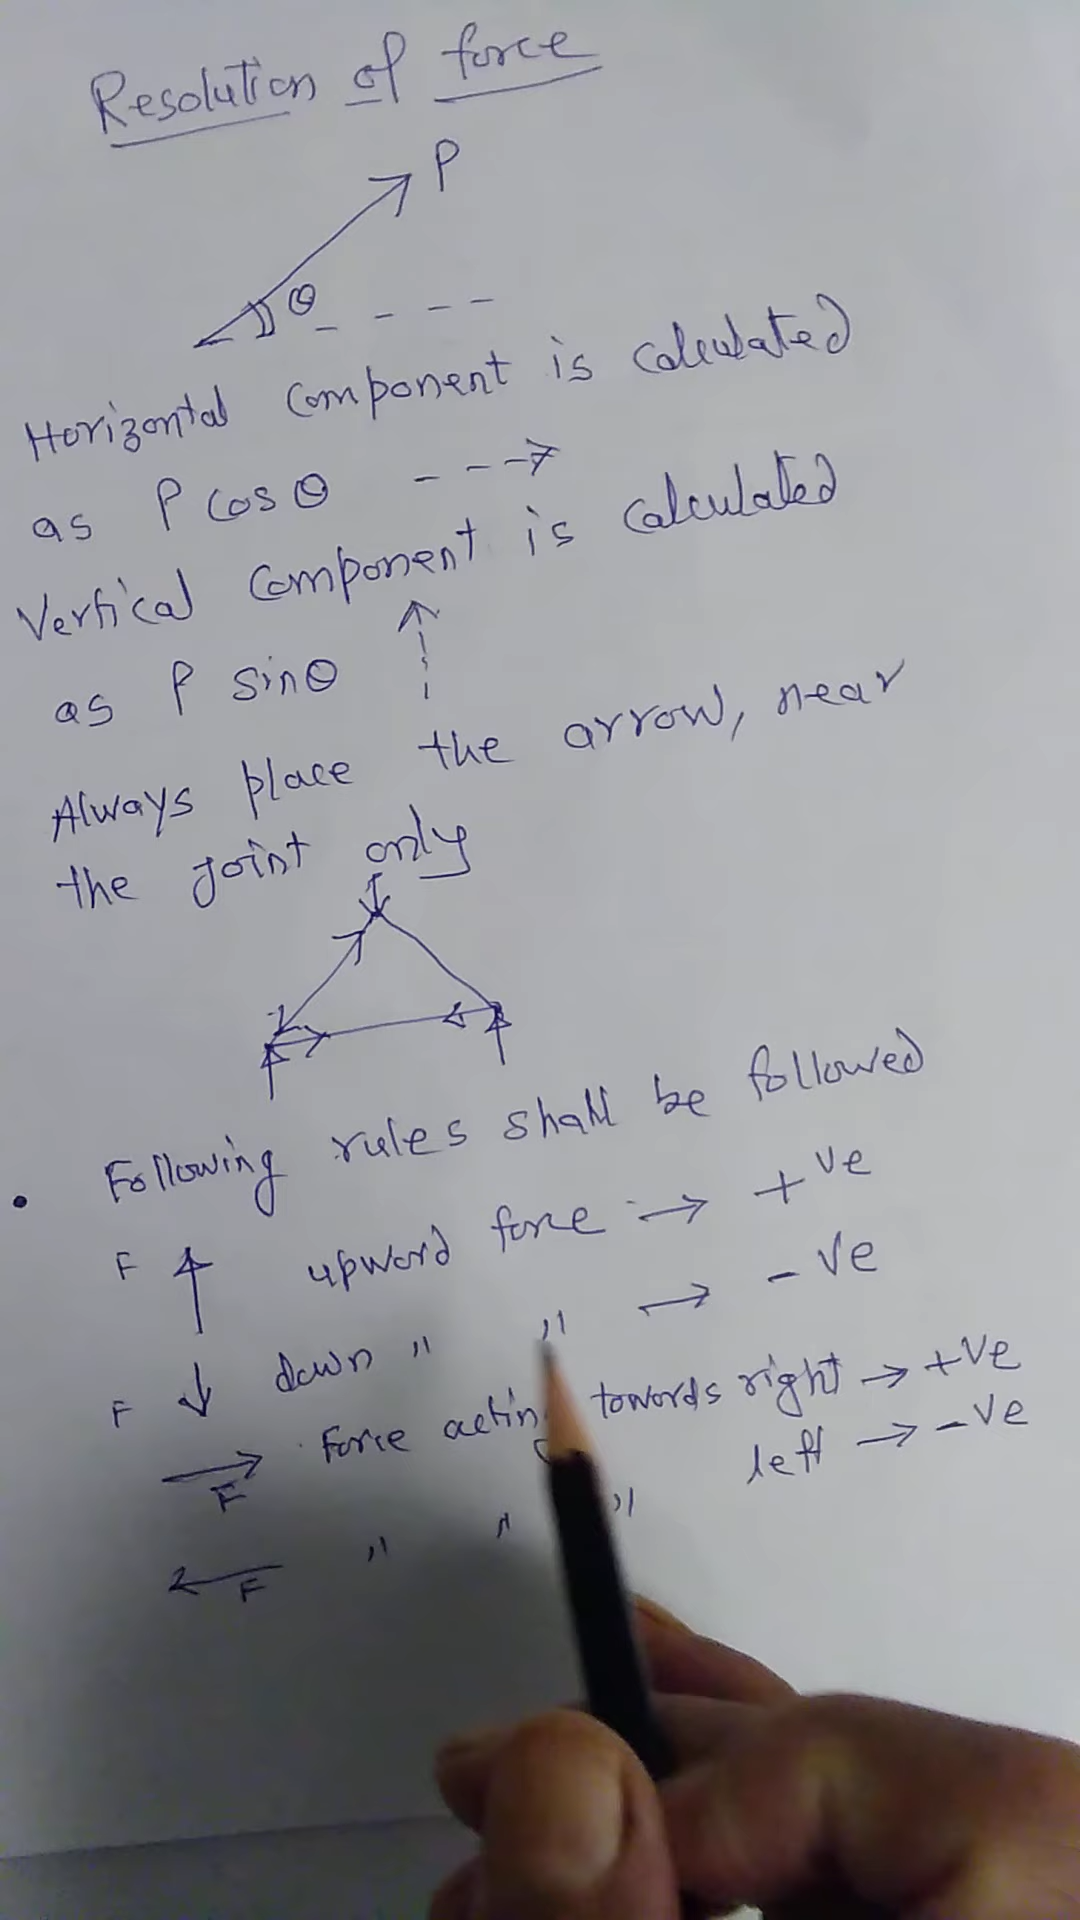 Resolution of force
P
θ
Horizontal component is calculated
as P cos θ
Vertical component is calculated
as P sinθ
Always place the arrow, near
the joint only
• Following rules shall be followed
F upward force → +ve
F down " " → -ve
F Force acting towards right → +ve
F " " " left → -ve